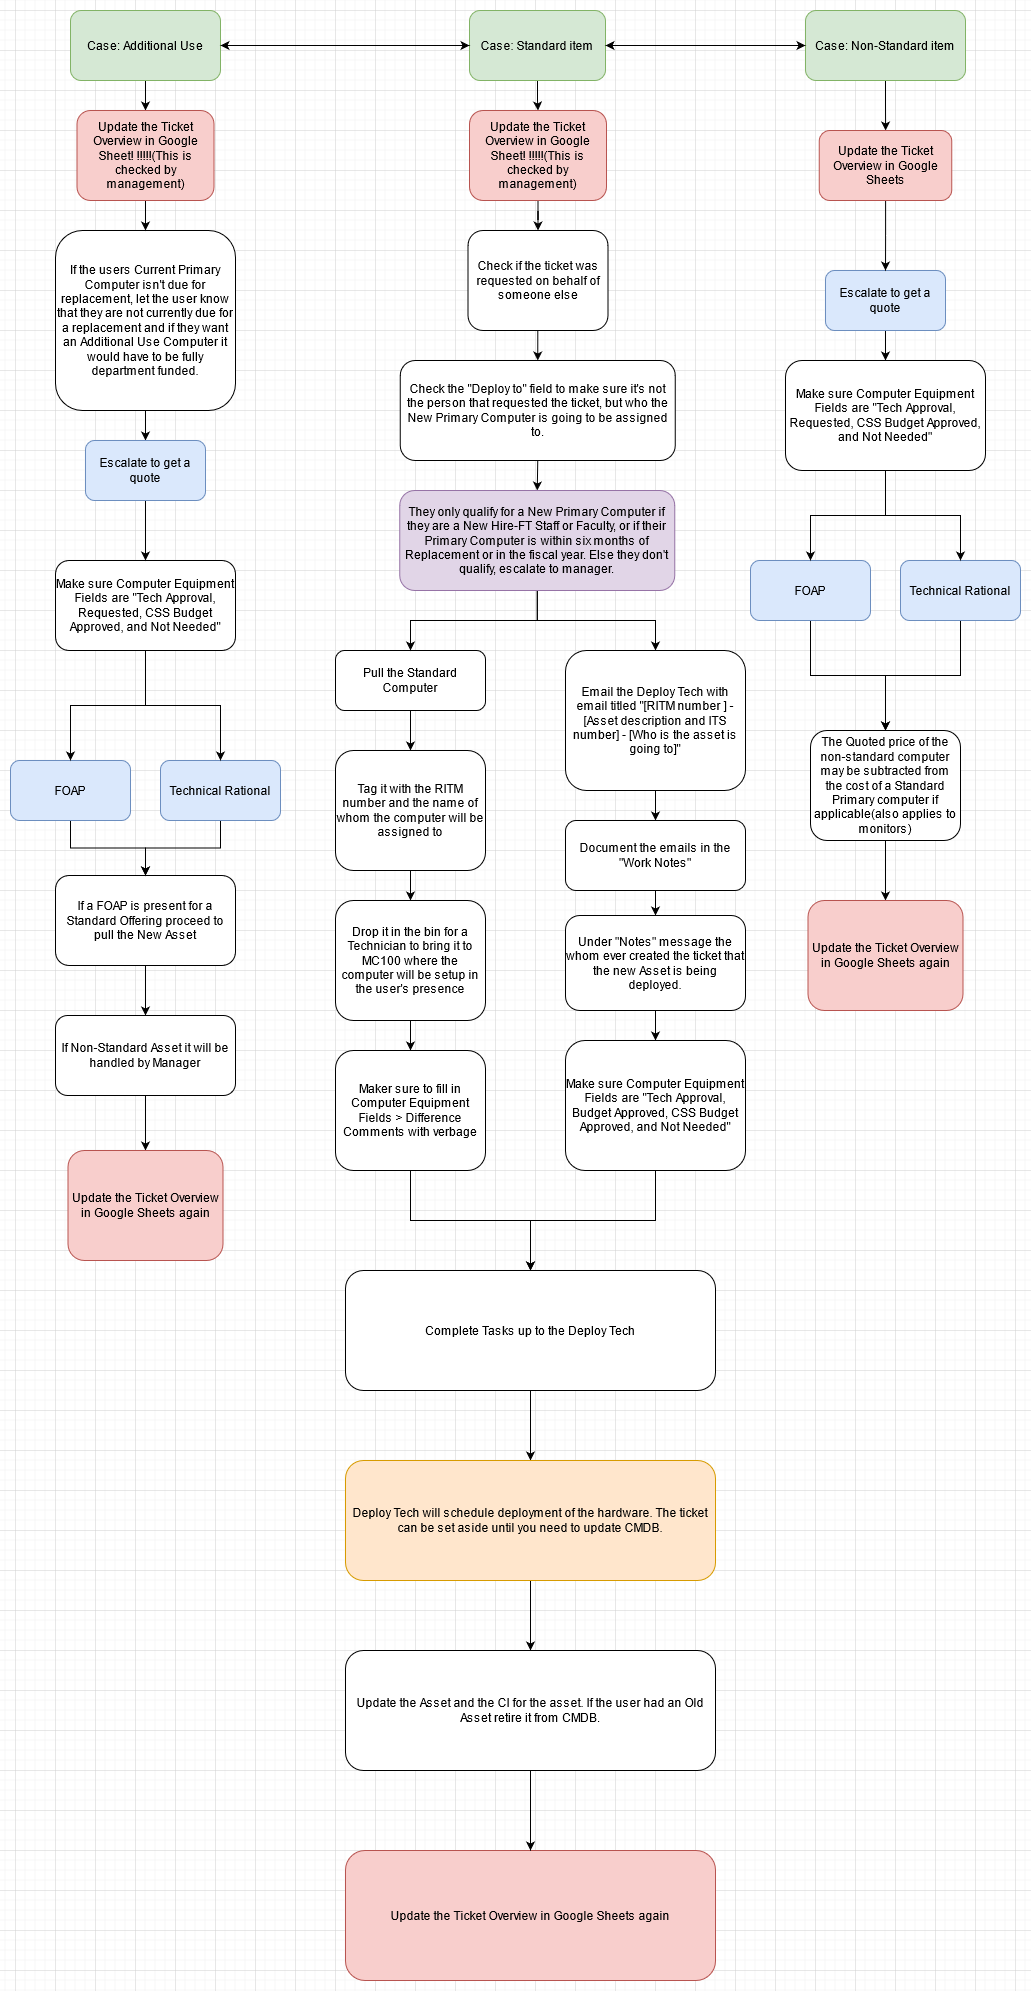 Case: Additional Use
Case: Standard item
Case: Non-Standard item
Update the Ticket
Overview in Google
Sheet! !!!!!(This is
checked by
management)
If the users Current Primary
Computer isn't due for
replacement, let the user know
that they are not currently due for
a replacement and if they want
an Additional Use Computer it
would have to be fully
department funded.
Escalate to get a
quote
Make sure Computer Equipment
Fields are "Tech Approval,
Requested, CSS Budget
Approved, and Not Needed"
FOAP
Technical Rational
If a FOAP is present for a
Standard Offering proceed to
pull the New Asset
If Non-Standard Asset it will be
handled by Manager
Update the Ticket Overview
in Google Sheets again
Update the Ticket
Overview in Google
Sheet! !!!!!(This is
checked by
management)
Check if the ticket was
requested on behalf of
someone else
Check the "Deploy to" field to make sure it's not
the person that requested the ticket, but who the
New Primary Computer is going to be assigned
to.
They only qualify for a New Primary Computer if
they are a New Hire-FT Staff or Faculty, or if their
Primary Computer is within six months of
Replacement or in the fiscal year. Else they don't
qualify, escalate to manager.
Pull the Standard
Computer
Tag it with the RITM
number and the name of
whom the computer will be
assigned to
Drop it in the bin for a
Technician to bring it to
MC100 where the
computer will be setup in
the user's presence
Maker sure to fill in
Computer Equipment
Fields > Difference
Comments with verbage
Email the Deploy Tech with
email titled "[RITM number ] -
[Asset description and ITS
number] - [Who is the asset is
going to]"
Document the emails in the
"Work Notes"
Under "Notes" message the
whom ever created the ticket that
the new Asset is being
deployed.
Make sure Computer Equipment
Fields are "Tech Approval,
Budget Approved, CSS Budget
Approved, and Not Needed"
Complete Tasks up to the Deploy Tech
Deploy Tech will schedule deployment of the hardware. The ticket
can be set aside until you need to update CMDB.
Update the Asset and the CI for the asset. If the user had an Old
Asset retire it from CMDB.
Update the Ticket Overview in Google Sheets again
Update the Ticket
Overview in Google
Sheets
Escalate to get a
quote
Make sure Computer Equipment
Fields are "Tech Approval,
Requested, CSS Budget Approved,
and Not Needed"
FOAP
Technical Rational
The Quoted price of the
non-standard computer
may be subtracted from
the cost of a Standard
Primary computer if
applicable(also applies to
monitors)
Update the Ticket Overview
in Google Sheets again